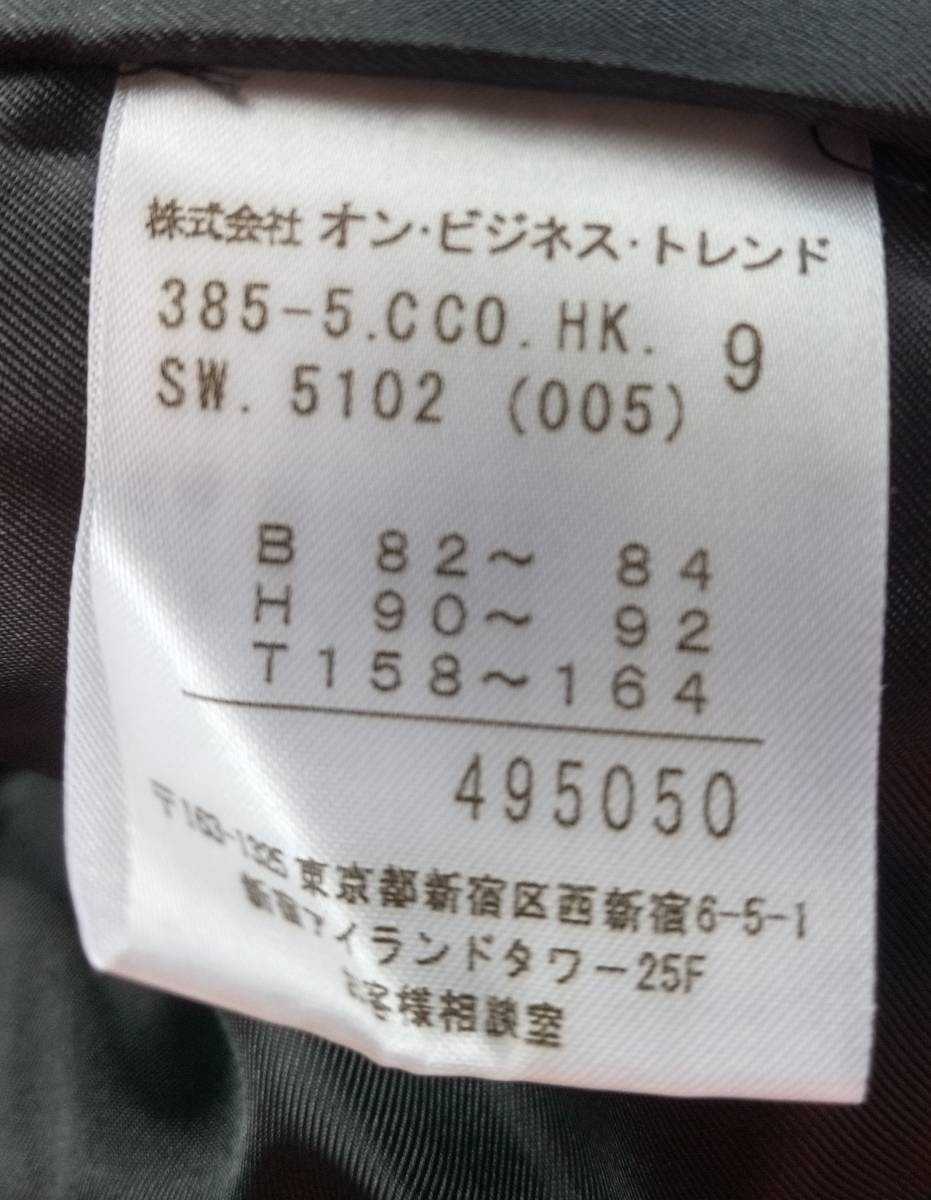 株式会社 オン・ビジネス・トレンド
385-5.CCO.HK. 9
SW. 5102 (005)
B 82～ 84
H 90～ 92
T158～164
495050
〒163-1325 東京都新宿区西新宿6-5-1
新宿アイランドタワー25F
お客様相談室